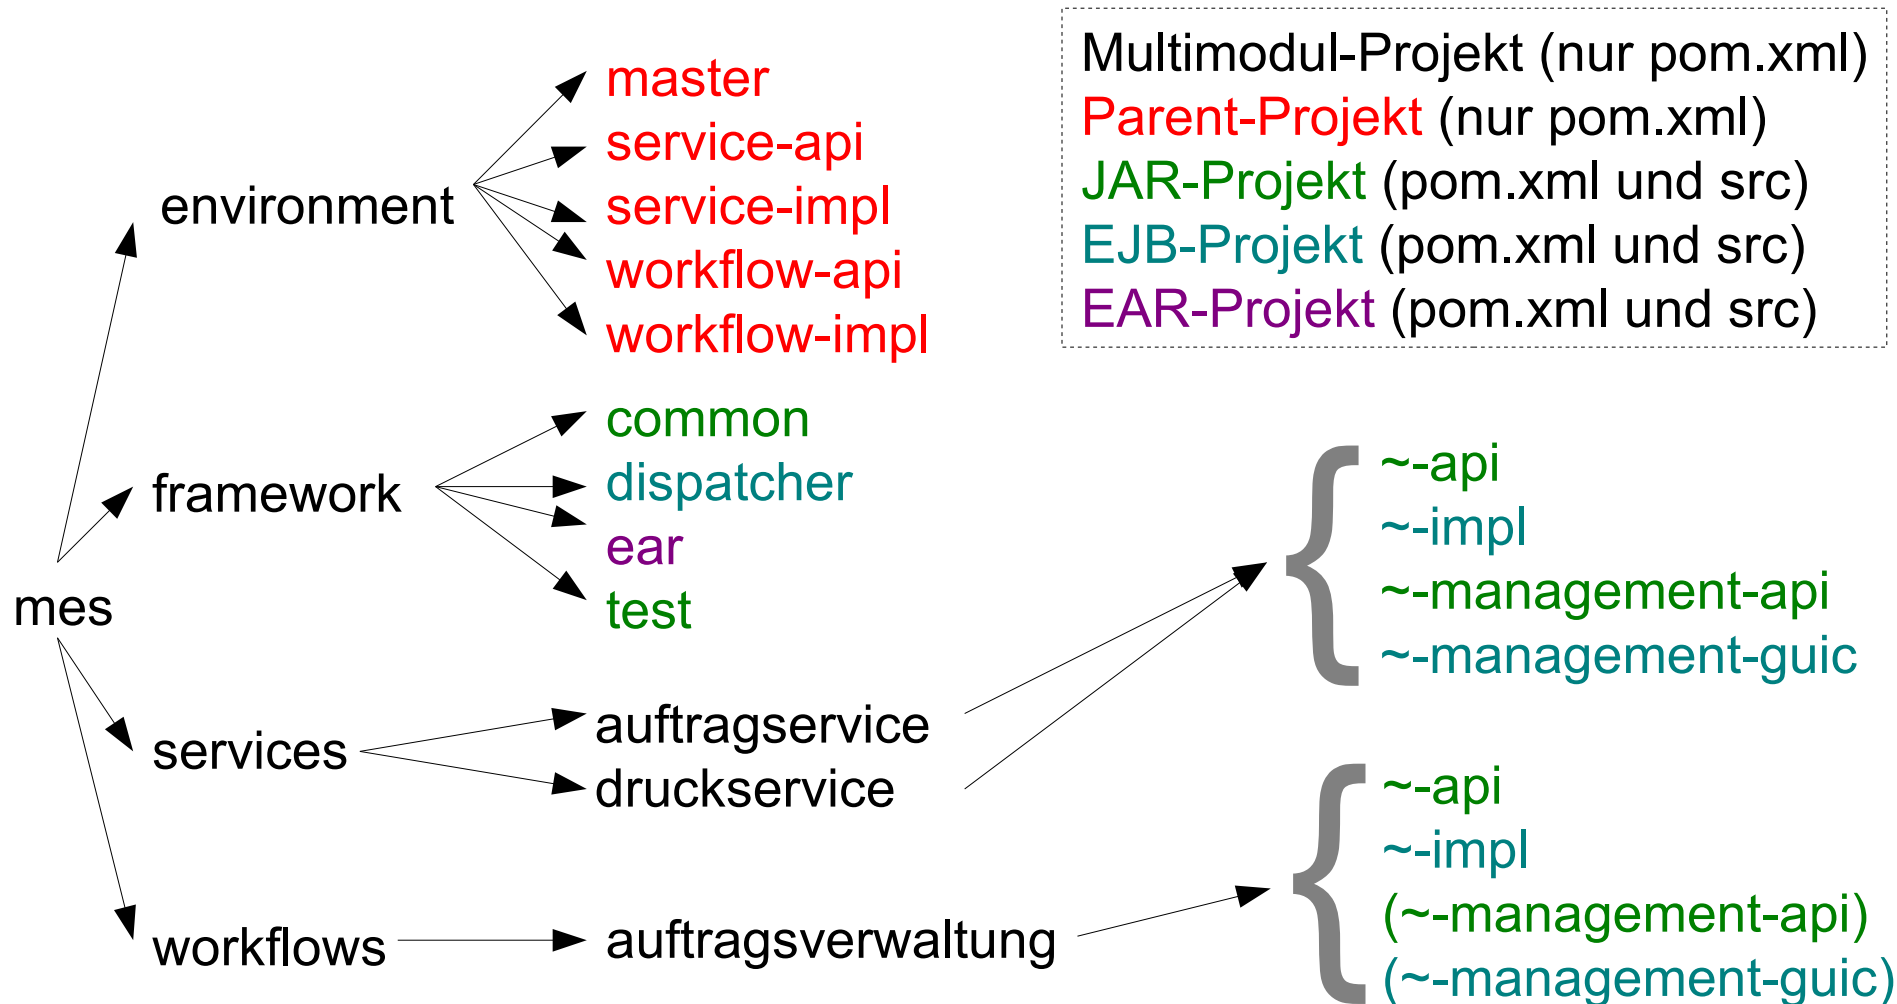 master
service-api
service-impl
workflow-api
workflow-impl
environment
Multimodul-Projekt (nur pom.xml)
Parent-Projekt (nur pom.xml)
JAR-Projekt (pom.xml und src)
EJB-Projekt (pom.xml und src)
EAR-Projekt (pom.xml und src)
common
dispatcher
ear
test
framework
mes
services
auftragservice
druckservice
~-api
~-impl
~-management-api
~-management-guic
workflows
auftragsverwaltung
~-api
~-impl
(~-management-api)
(~-management-guic)